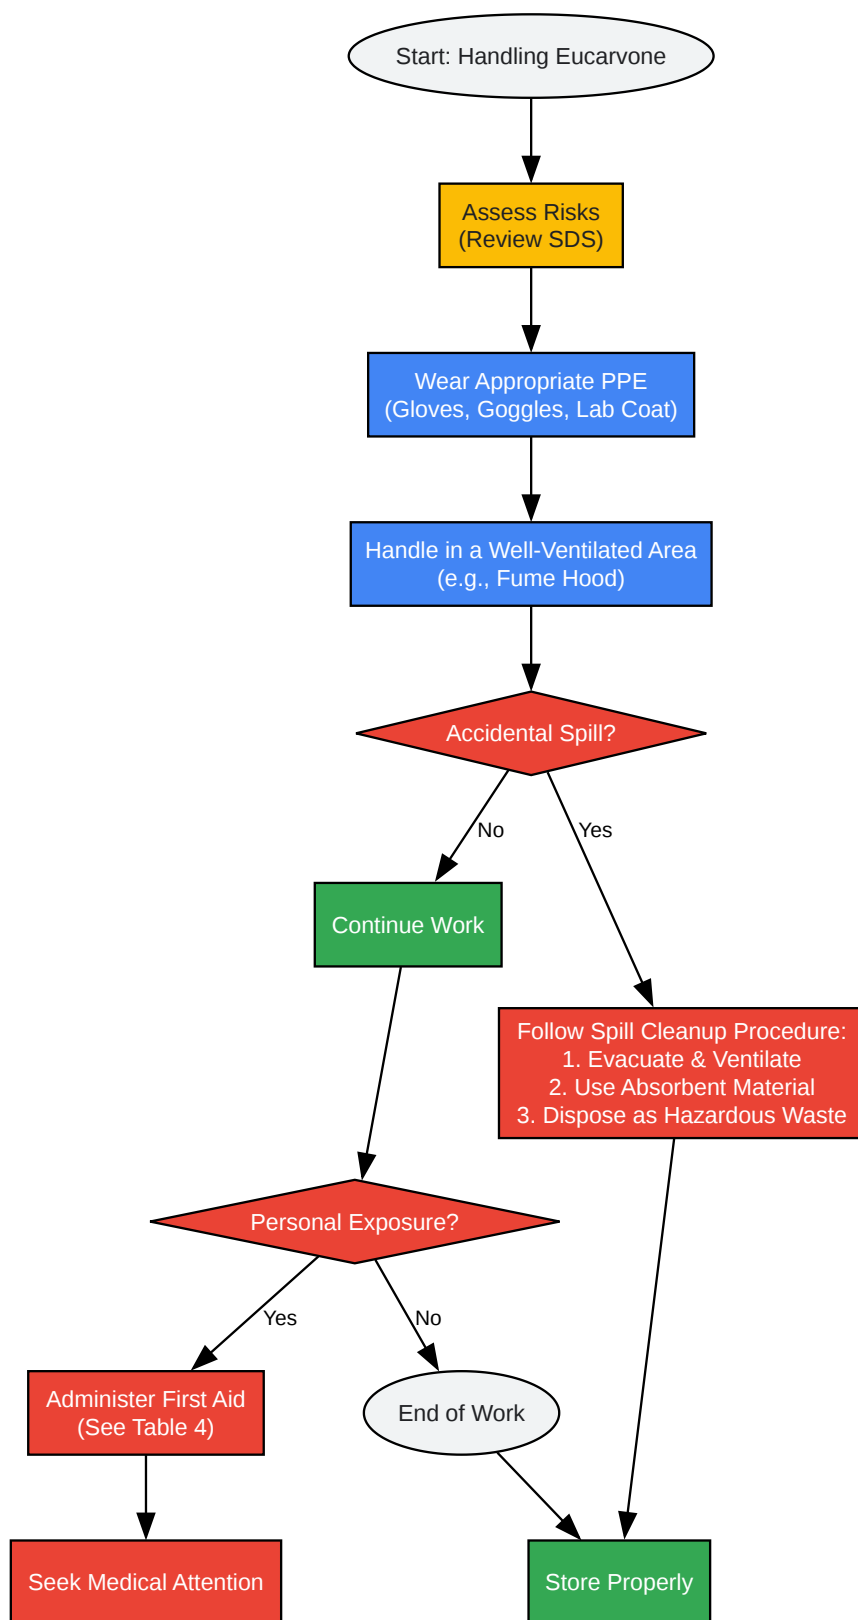 Start: Handling Eucarvone
Assess Risks
(Review SDS)
Wear Appropriate PPE
(Gloves, Goggles, Lab Coat)
Handle in a Well-Ventilated Area
(e.g., Fume Hood)
Accidental Spill?
No
Yes
Continue Work
Follow Spill Cleanup Procedure:
1. Evacuate & Ventilate
2. Use Absorbent Material
3. Dispose as Hazardous Waste
Personal Exposure?
Yes
No
Administer First Aid
(See Table 4)
End of Work
Seek Medical Attention
Store Properly